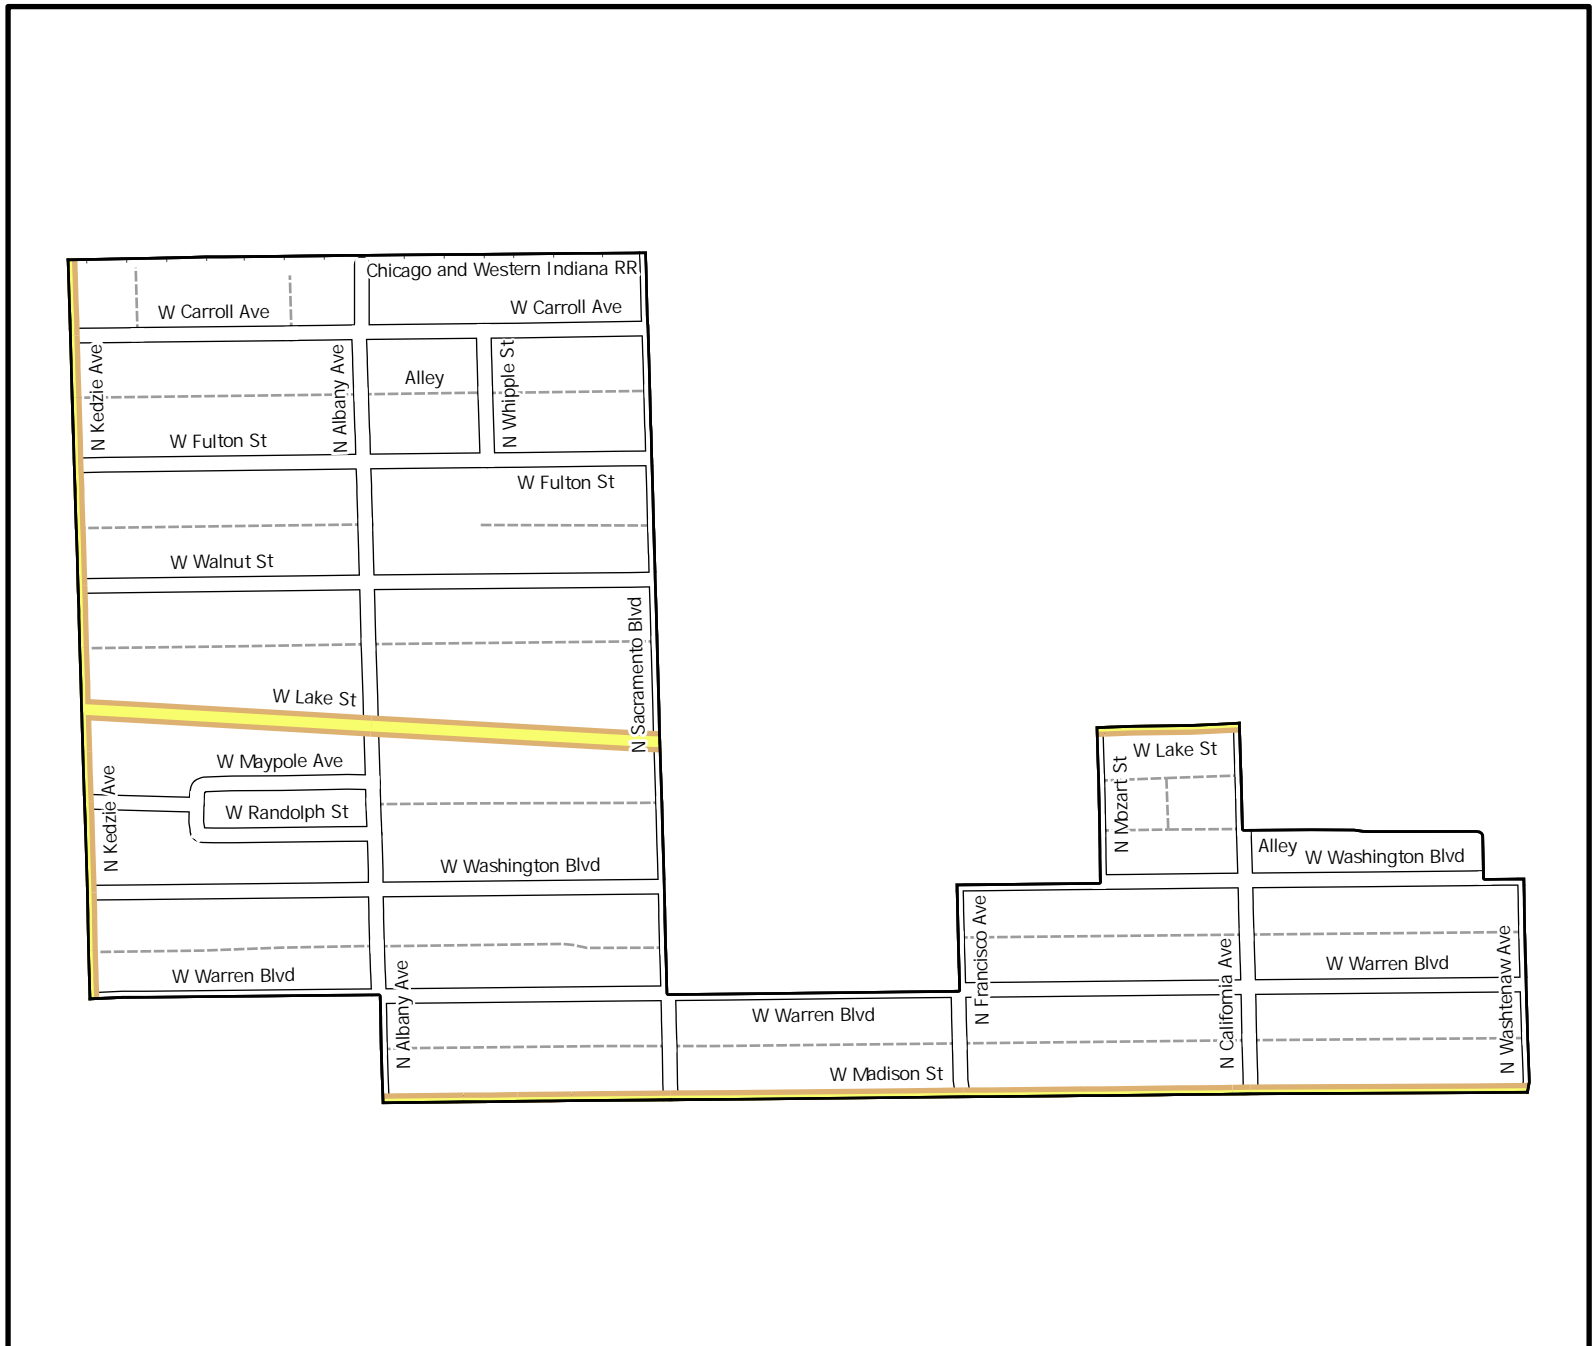 Chicago and Western Indiana RR
W Carroll Ave
W Carroll Ave
N Kedzie Ave
N Albany Ave
Alley
N Whipple St
W Fulton St
W Fulton St
W Walnut St
N Sacramento Blvd
W Lake St
W Lake St
W Maypole Ave
N Kedzie Ave
W Randolph St
N Mozart St
Alley
W Washington Blvd
W Washington Blvd
N Francisco Ave
W Warren Blvd
N California Ave
N Washtenaw Ave
W Warren Blvd
N Albany Ave
W Warren Blvd
W Madison St